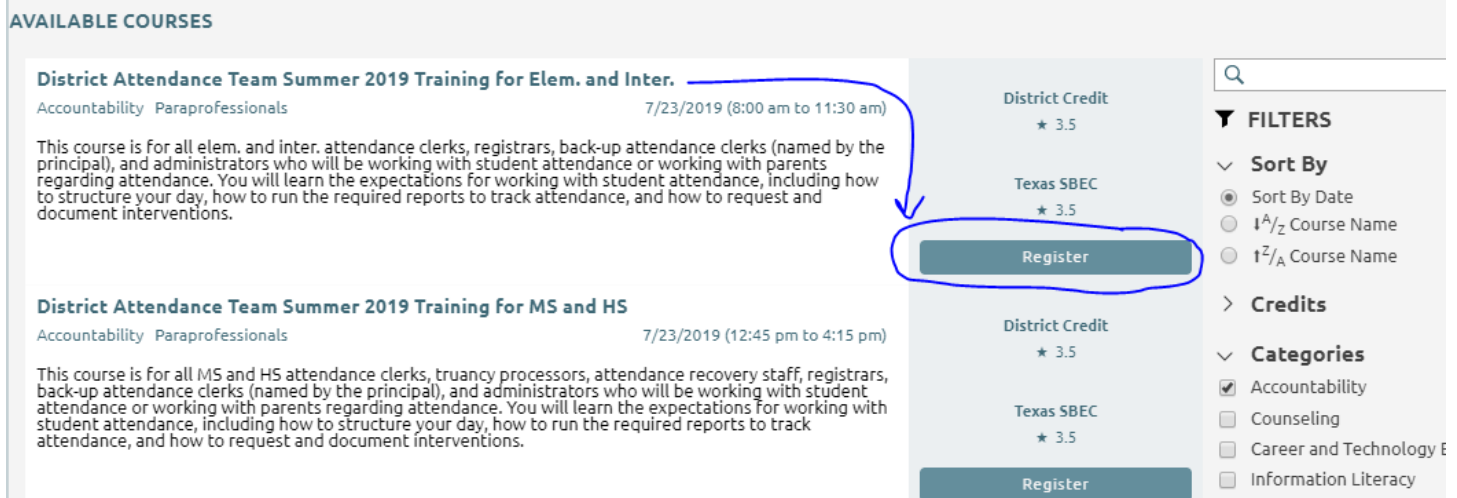 AVAILABLE COURSES
District Attendance Team Summer 2019 Training for Elem. and Inter.
Accountability Paraprofessionals
7/23/2019 (8:00 am to 11:30 am)
This course is for all elem. and inter. attendance clerks, registrars, back-up attendance clerks (named by the
principal), and administrators who will be working with student attendance or working with parents
regarding attendance. You will learn the expectations for working with student attendance, including how
to structure your day, how to run the required reports to track attendance, and how to request and
document interventions.
District Credit
★ 3.5
Texas SBEC
★ 3.5
Register
District Attendance Team Summer 2019 Training for MS and HS
Accountability Paraprofessionals
7/23/2019 (12:45 pm to 4:15 pm)
This course is for all MS and HS attendance clerks, truancy processors, attendance recovery staff, registrars,
back-up attendance clerks (named by the principal), and administrators who will be working with student
attendance or working with parents regarding attendance. You will learn the expectations for working with
student attendance, including how to structure your day, how to run the required reports to track
attendance, and how to request and document interventions.
District Credit
★ 3.5
Texas SBEC
★ 3.5
Register
FILTERS
Sort By
Sort By Date
A/Z Course Name
Z/A Course Name
Credits
Categories
Accountability
Counseling
Career and Technology E
Information Literacy